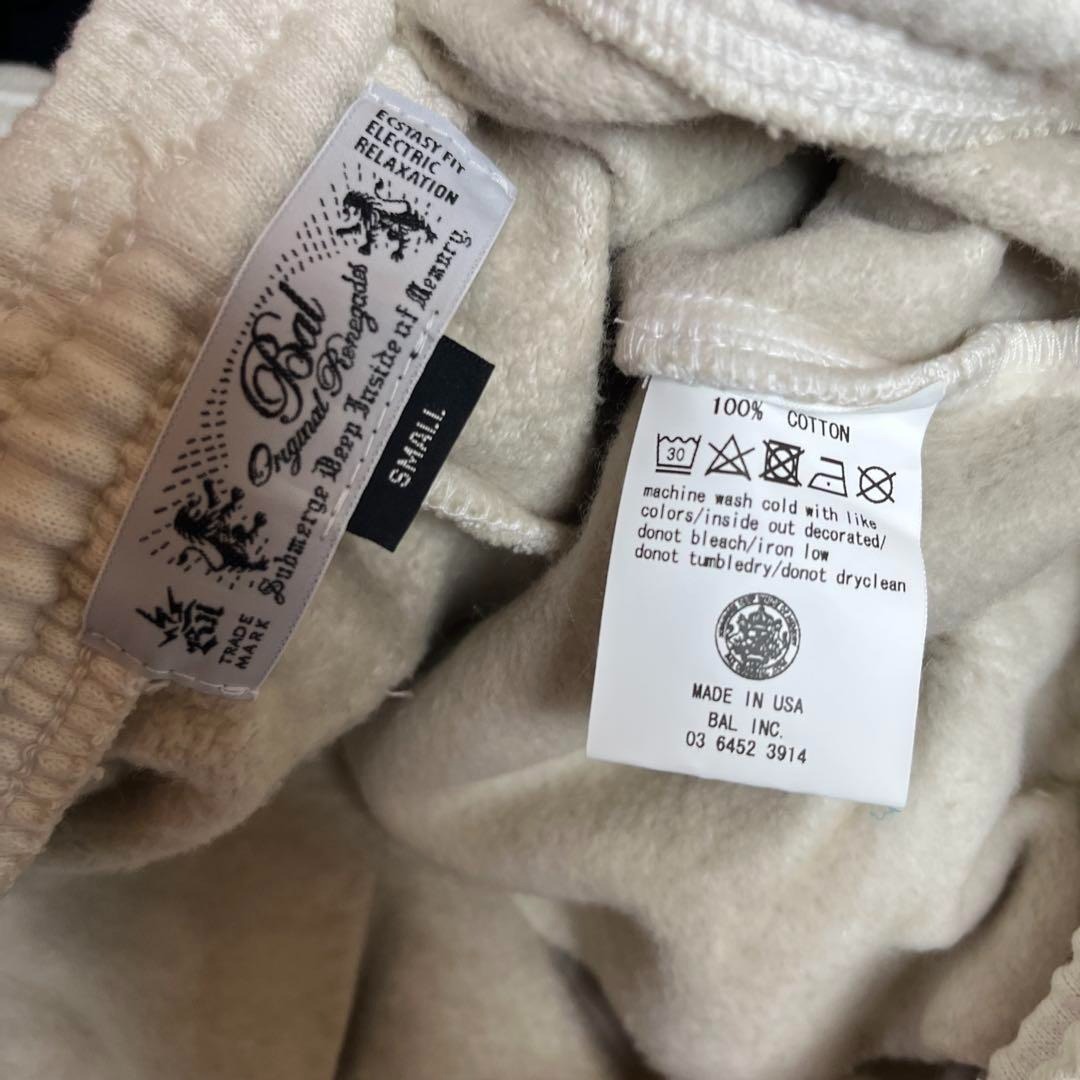 ECSTASY FIT
ELECTRIC
RELAXATION
Bal
Original Renegades
Submerge Deep Inside of Memory
Bal
TRADE
MARK
SMALL
100% COTTON
30
machine wash cold with like
colors/inside out decorated/
donot bleach/iron low
donot tumbledry/donot dryclean
MADE IN USA
BAL INC.
03 6452 3914